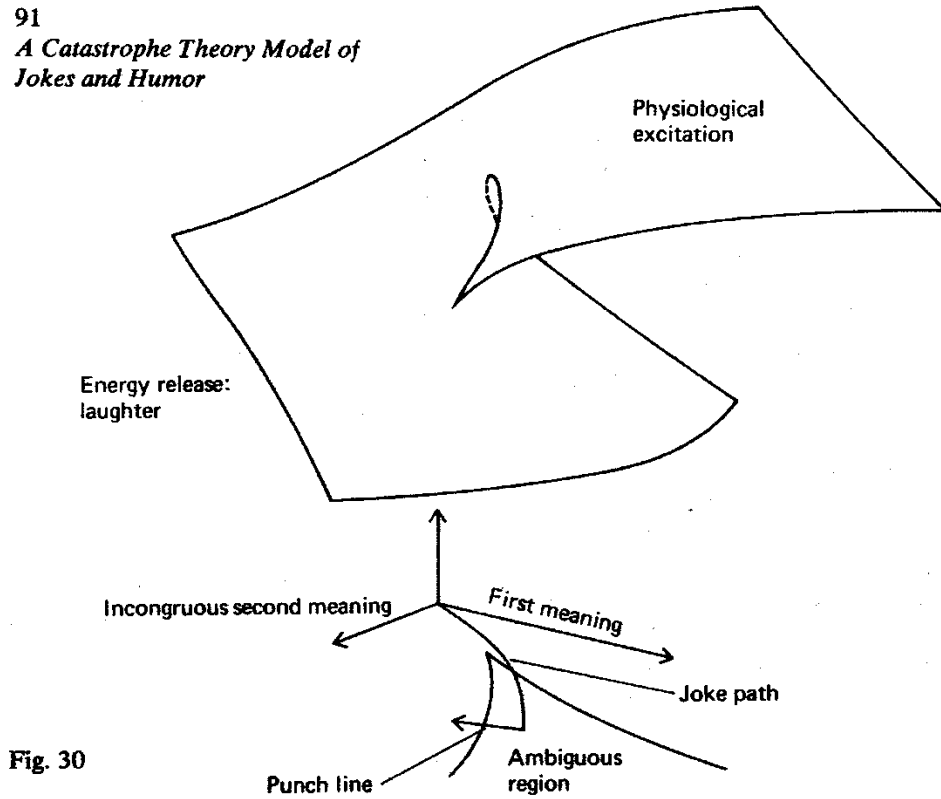 91
A Catastrophe Theory Model of
Jokes and Humor
Physiological
excitation
Energy release:
laughter
Incongruous second meaning
First meaning
Joke path
Fig. 30
Punch line
Ambiguous
region